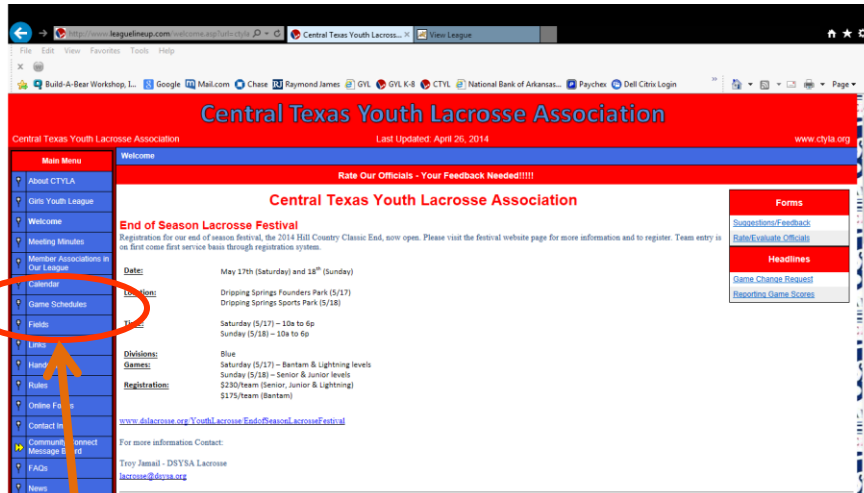 http://www.leaguelineup.com/welcome.asp?url=ctyla
Central Texas Youth Lacross... ×
View League
File Edit View Favorites Tools Help
x
Build-A-Bear Workshop, I... Google Mail.com Chase Raymond James GYL GYL K-8 CTYL National Bank of Arkansas... Paychex Dell Citrix Login » Page
Central Texas Youth Lacrosse Association
Central Texas Youth Lacrosse Association Last Updated: April 26, 2014 www.ctyla.org
Main Menu
About CTYLA
Girls Youth League
Welcome
Meeting Minutes
Member Associations in
Our League
Calendar
Game Schedules
Fields
Links
Rules
Online
Contact
Community Connect
Message
FAQs
News
Welcome
Rate Our Officials - Your Feedback Needed!!!!!
Central Texas Youth Lacrosse Association
End of Season Lacrosse Festival
Registration for our end of season festival, the 2014 Hill Country Classic End, now open. Please visit the festival website page for more information and to register. Team entry is
on first come first service basis through registration system.
Date: May 17th (Saturday) and 18th (Sunday)
Location: Dripping Springs Founders Park (5/17)
Dripping Springs Sports Park (5/18)
Saturday (5/17) – 10a to 6p
Sunday (5/18) – 10a to 6p
Divisions: Blue
Games: Saturday (5/17) – Bantam & Lightning levels
Sunday (5/18) – Senior & Junior levels
Registration: $230/team (Senior, Junior & Lightning)
$175/team (Bantam)
www.dslacrosse.org/YouthLacrosse/EndofSeasonLacrosseFestival
For more information Contact:
Troy Jamail - DSYSA Lacrosse
lacrosse@dsysa.org
Forms
Suggestions/Feedback
Rate/Evaluate Officials
Headlines
Game Change Request
Reporting Game Scores